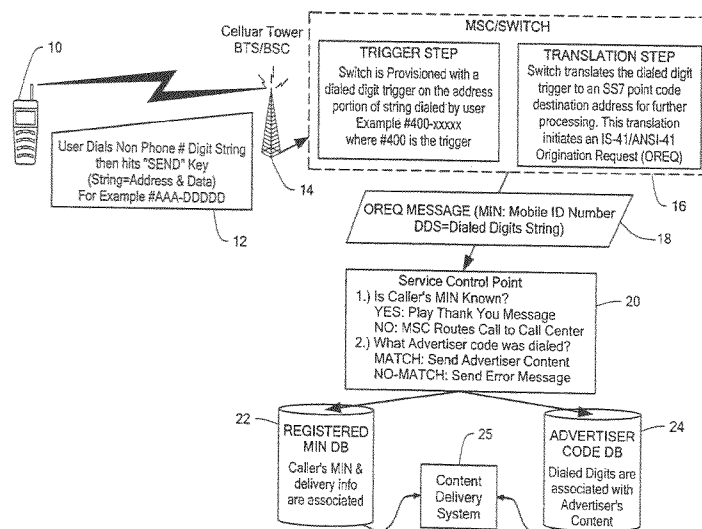 10
Celluar Tower
BTS/BSC
MSC/SWITCH
TRIGGER STEP
Switch is Provisioned with a
dialed digit trigger on the address
portion of string dialed by user
Example #400-xxxxx
where #400 is the trigger
TRANSLATION STEP
Switch translates the dialed digit
trigger to an SS7 point code
destination address for further
processing. This translation
initiates an IS-41/ANSI-41
Origination Request (OREQ)
User Dials Non Phone # Digit String
then hits "SEND" Key
(String=Address & Data)
For Example #AAA-DDDDD
12
14
16
OREQ MESSAGE (MIN: Mobile ID Number
DDS=Dialed Digits String)
18
Service Control Point
1.) Is Caller's MIN Known?
YES: Play Thank You Message
NO: MSC Routes Call to Call Center
2.) What Advertiser code was dialed?
MATCH: Send Advertiser Content
NO-MATCH: Send Error Message
20
22
REGISTERED
MIN DB
Caller's MIN &
delivery info
are associated
25
Content
Delivery
System
24
ADVERTISER
CODE DB
Dialed Digits are
associated with
Advertiser's
Content